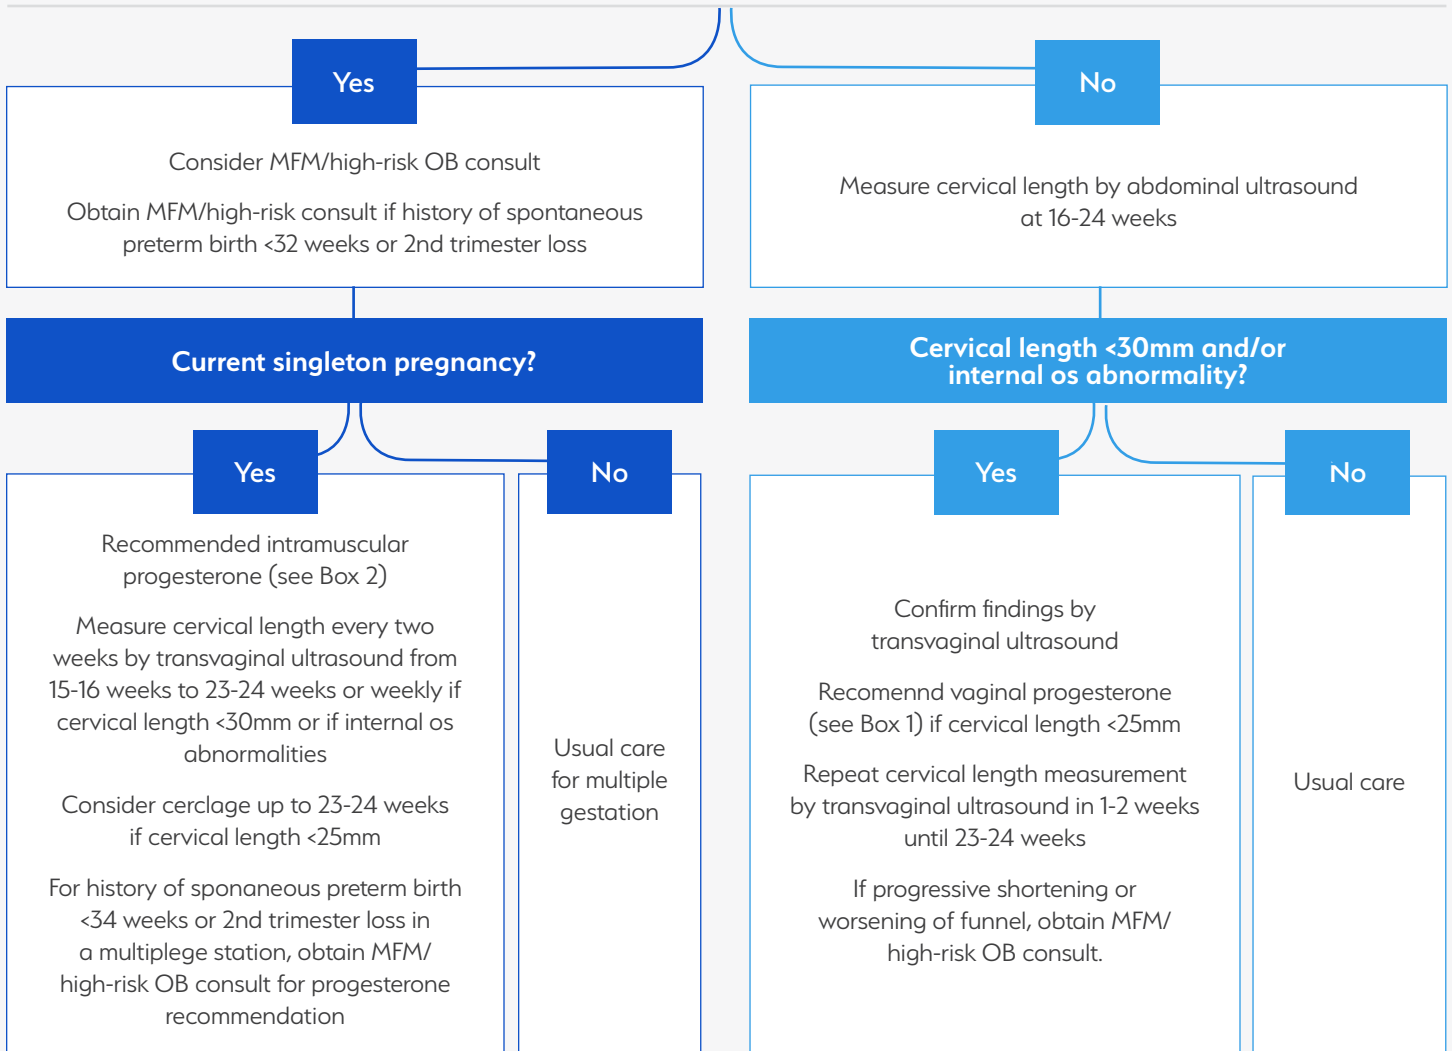 Yes
Consider MFM/high-risk OB consult
Obtain MFM/high-risk consult if history of spontaneous
preterm birth <32 weeks or 2nd trimester loss
No
Measure cervical length by abdominal ultrasound
at 16-24 weeks
Current singleton pregnancy?
Yes
Recommended intramuscular
progesterone (see Box 2)
Measure cervical length every two
weeks by transvaginal ultrasound from
15-16 weeks to 23-24 weeks or weekly if
cervical length <30mm or if internal os
abnormalities
Consider cerclage up to 23-24 weeks
if cervical length <25mm
For history of sponaneous preterm birth
<34 weeks or 2nd trimester loss in
a multiplege station, obtain MFM/
high-risk OB consult for progesterone
recommendation
No
Usual care
for multiple
gestation
Cervical length <30mm and/or
internal os abnormality?
Yes
Confirm findings by
transvaginal ultrasound
Recomennd vaginal progesterone
(see Box 1) if cervical length <25mm
Repeat cervical length measurement
by transvaginal ultrasound in 1-2 weeks
until 23-24 weeks
If progressive shortening or
worsening of funnel, obtain MFM/
high-risk OB consult.
No
Usual care